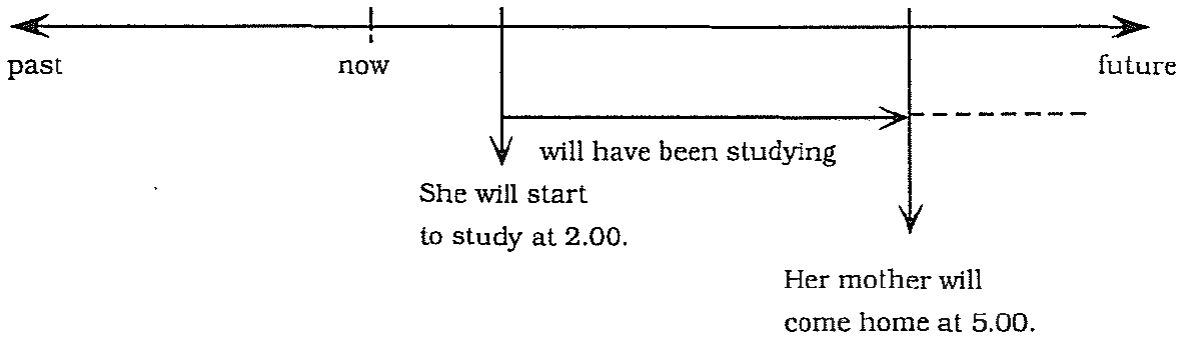 past now future
will have been studying
She will start
to study at 2.00.
Her mother will
come home at 5.00.